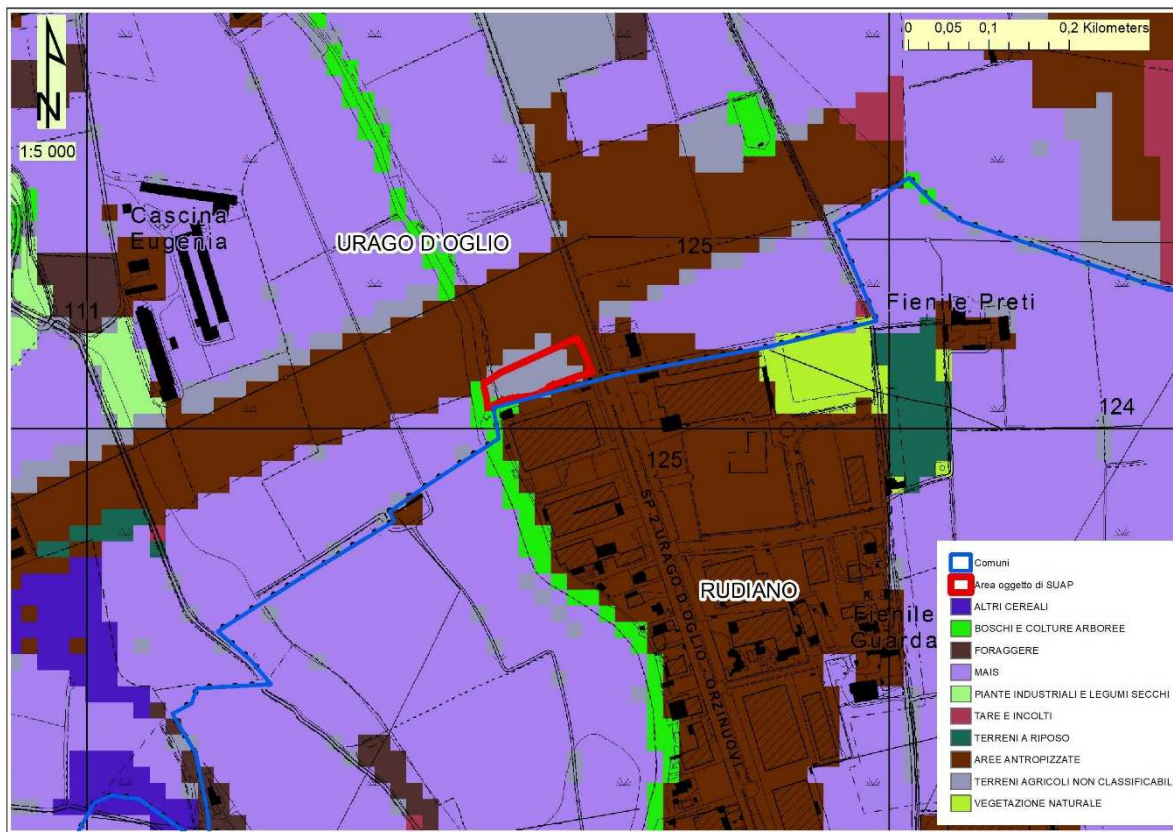 0 0,05 0,1 0,2 Kilometers
N
1:5 000
Cascina
Eugenia
URAGO D'OGLIO
125
111
Fienile Preti
124
125
SP 2 URAGO D'OGLIO-ORZINUOVI
RUDIANO
Fienile
Guarda
Comuni
Area oggetto di SUAP
ALTRI CEREALI
BOSCHI E COLTURE ARBOREE
FORAGGERE
MAIS
PIANTE INDUSTRIALI E LEGUMI SECCHI
TARE E INCOLTI
TERRENI A RIPOSO
AREE ANTROPIZZATE
TERRENI AGRICOLI NON CLASSIFICABIL
VEGETAZIONE NATURALE